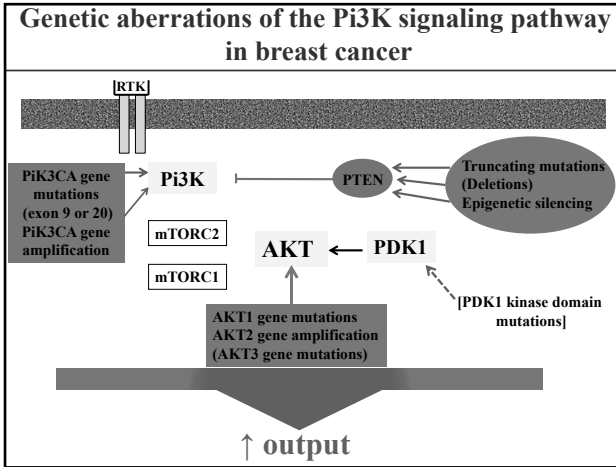 Genetic aberrations of the Pi3K signaling pathway
in breast cancer
RTK
PiK3CA gene
mutations
(exon 9 or 20)
PiK3CA gene
amplification
Pi3K
PTEN
Truncating mutations
(Deletions)
Epigenetic silencing
mTORC2
mTORC1
AKT
PDK1
[PDK1 kinase domain
mutations]
AKT1 gene mutations
AKT2 gene amplification
(AKT3 gene mutations)
↑ output